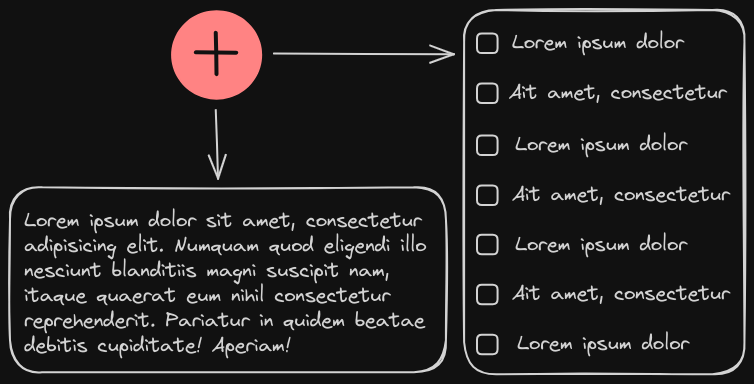 Lorem ipsum dolor sit amet, consectetur
adipisicing elit. Numquam quod eligendi illo
nesciunt blanditiis magni suscipit nam,
itaque quaerat eum nihil consectetur
reprehenderit. Pariatur in quidem beatae
debitis cupiditate! Aperiam!
Lorem ipsum dolor
Ait amet, consectetur
Lorem ipsum dolor
Ait amet, consectetur
Lorem ipsum dolor
Ait amet, consectetur
Lorem ipsum dolor